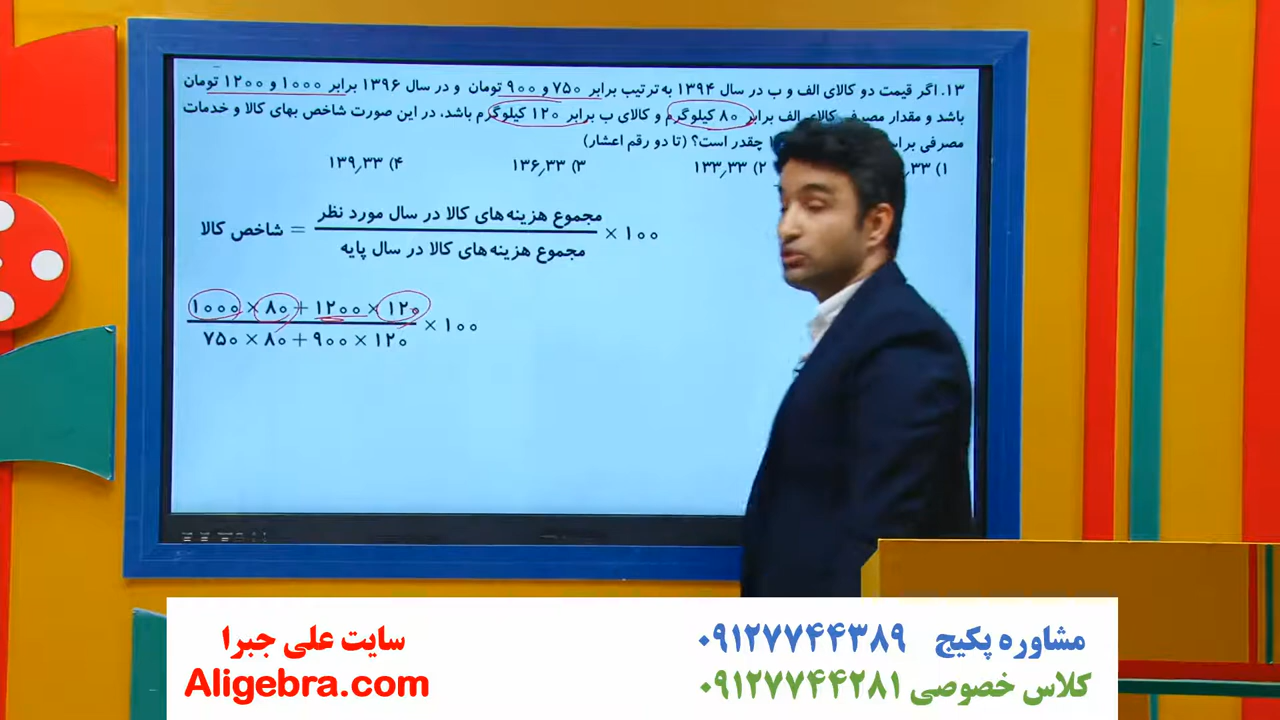 ۱۳. اگر قیمت دو کالای الف و ب در سال ۱۳۹۴ به ترتیب برابر ۷۵۰ و ۹۰۰ تومان و در سال ۱۳۹۶ برابر ۱۰۰۰ و ۱۲۰۰ تومان
باشد و مقدار مصرفی کالای الف برابر ۸۰ کیلوگرم و کالای ب برابر ۱۲۰ کیلوگرم باشد، در این صورت شاخص بهای کالا و خدمات
مصرفی چقدر است؟ (تا دو رقم اعشار)
۱) ۳۳ ۲) ۱۳۳٫۳۳ ۳) ۱۳۶٫۳۳ ۴) ۱۳۹٫۳۳
مجموع هزینه‌های کالا در سال مورد نظر
شاخص کالا = × ۱۰۰
مجموع هزینه‌های کالا در سال پایه
۱۰۰۰ × ۸۰ + ۱۲۰۰ × ۱۲۰
× ۱۰۰
۷۵۰ × ۸۰ + ۹۰۰ × ۱۲۰
مشاوره پکیج ۰۹۱۲۷۷۴۴۳۸۹
کلاس خصوصی ۰۹۱۲۷۷۴۴۲۸۱
سایت علی جبرا
Aligebra.com